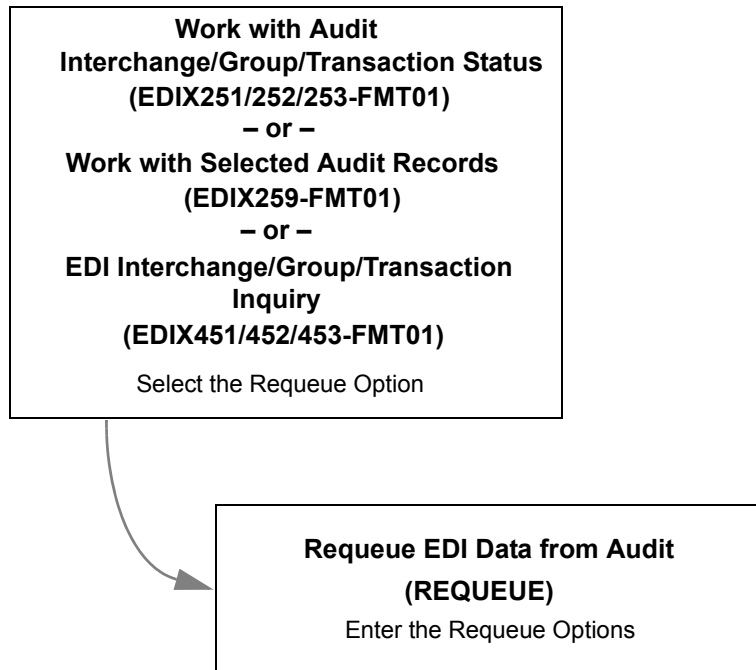 Work with Audit
Interchange/Group/Transaction Status
(EDIX251/252/253-FMT01)
– or –
Work with Selected Audit Records
(EDIX259-FMT01)
– or –
EDI Interchange/Group/Transaction
Inquiry
(EDIX451/452/453-FMT01)
Select the Requeue Option
Requeue EDI Data from Audit
(REQUEUE)
Enter the Requeue Options